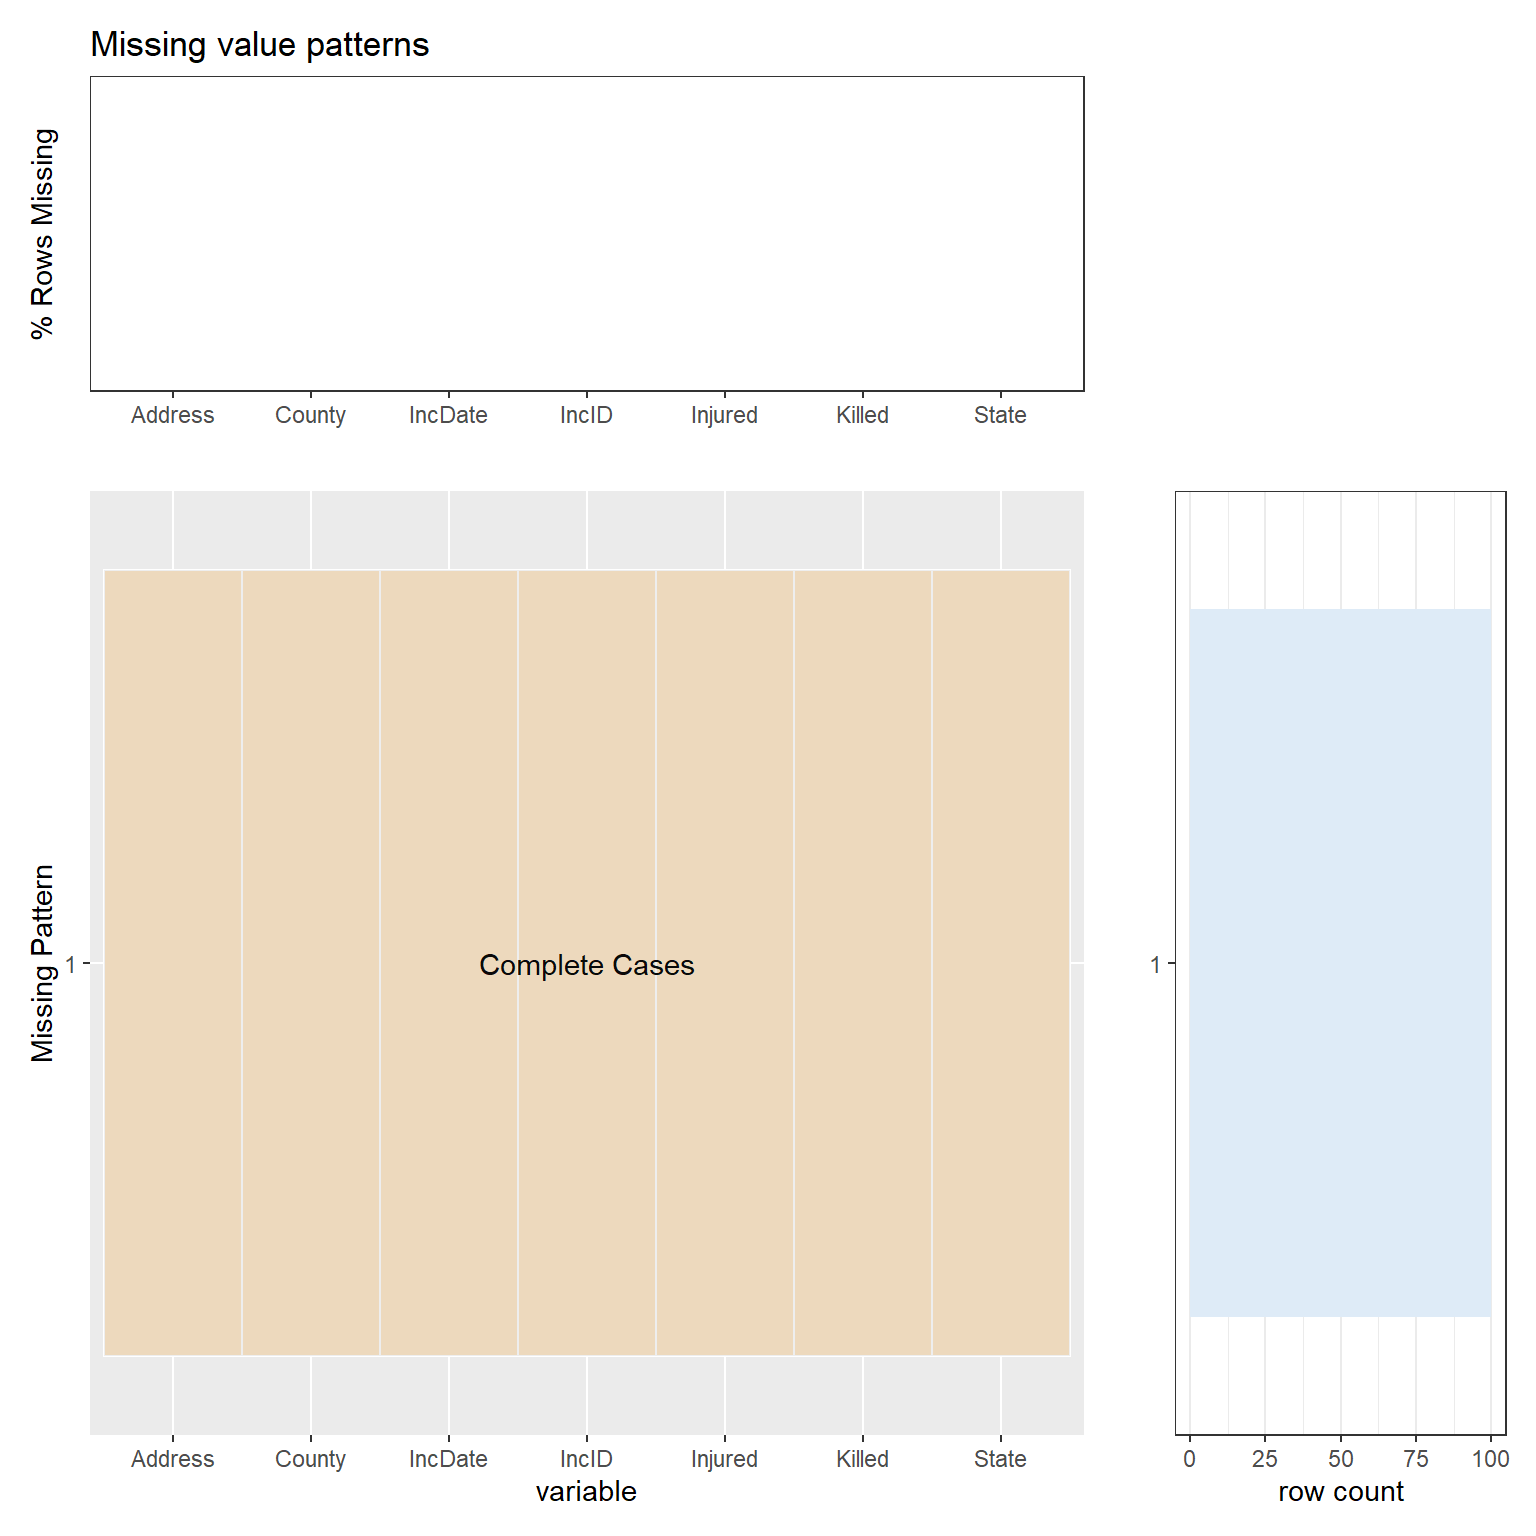 Missing value patterns
% Rows Missing
Address County IncDate IncID Injured Killed State
Missing Pattern
1
Complete Cases
Address County IncDate IncID Injured Killed State
variable
1
0 25 50 75 100
row count